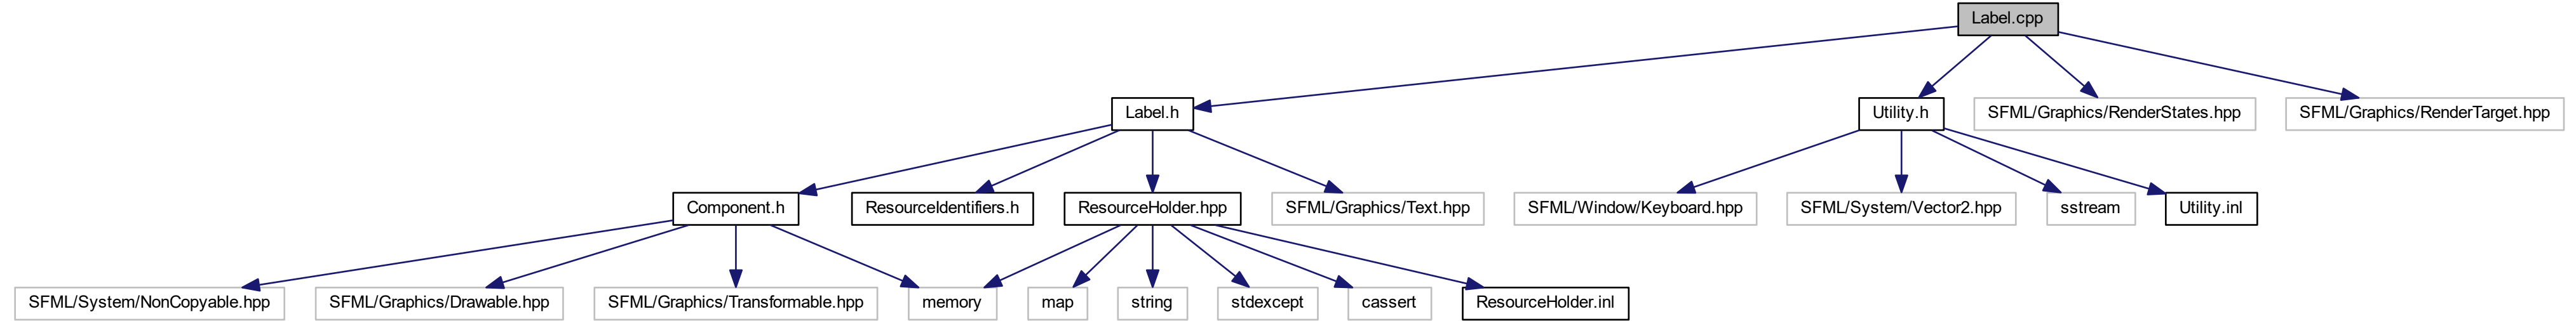 Label.cpp
Label.h
Utility.h
SFML/Graphics/RenderStates.hpp
SFML/Graphics/RenderTarget.hpp
Component.h
ResourceIdentifiers.h
ResourceHolder.hpp
SFML/Graphics/Text.hpp
SFML/Window/Keyboard.hpp
SFML/System/Vector2.hpp
sstream
Utility.inl
SFML/System/NonCopyable.hpp
SFML/Graphics/Drawable.hpp
SFML/Graphics/Transformable.hpp
memory
map
string
stdexcept
cassert
ResourceHolder.inl